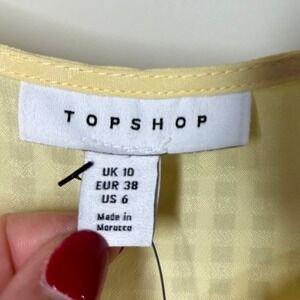 TOPSHOP
UK 10
EUR 38
US 6
Made in
Morocco